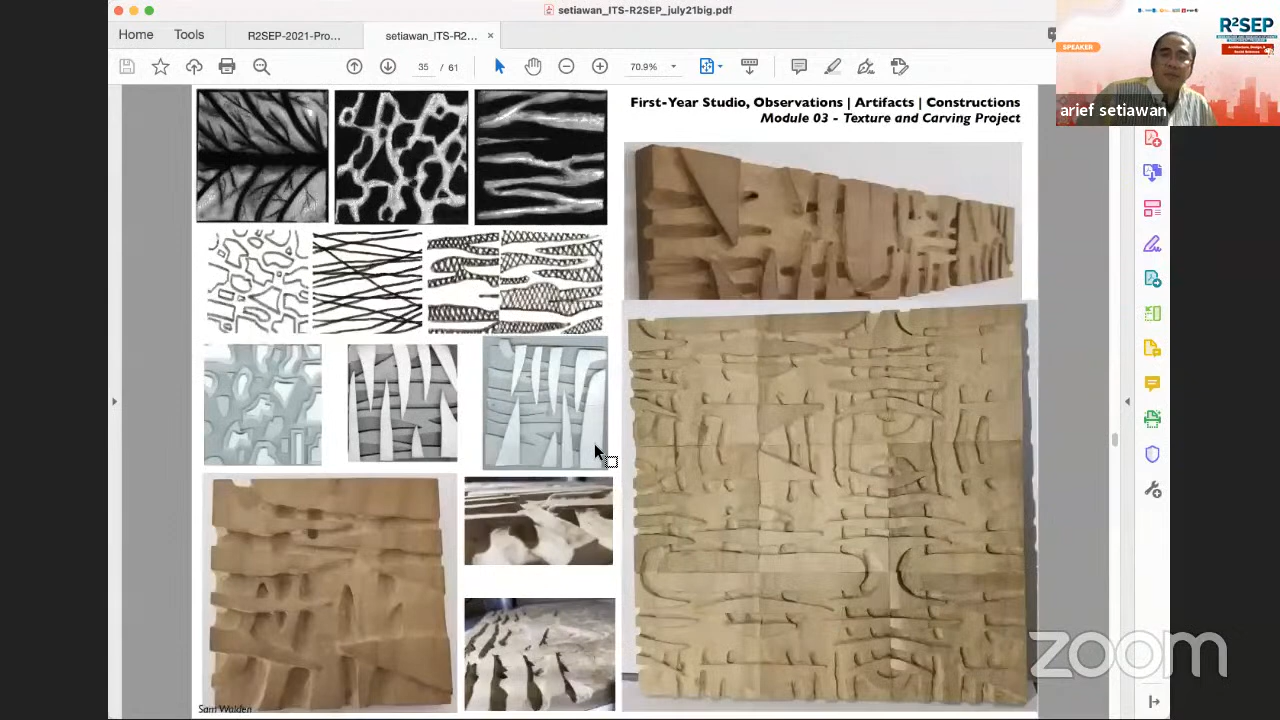 setiawan_ITS-R2SEP_july21big.pdf
Home
Tools
R2SEP-2021-Pro...
setiawan_ITS-R2...
35 / 61
70.9%
First-Year Studio, Observations | Artifacts | Constructions
Module 03 - Texture and Carving Project
Sam Walden
R²SEP
SPEAKER
arief setiawan
zoom